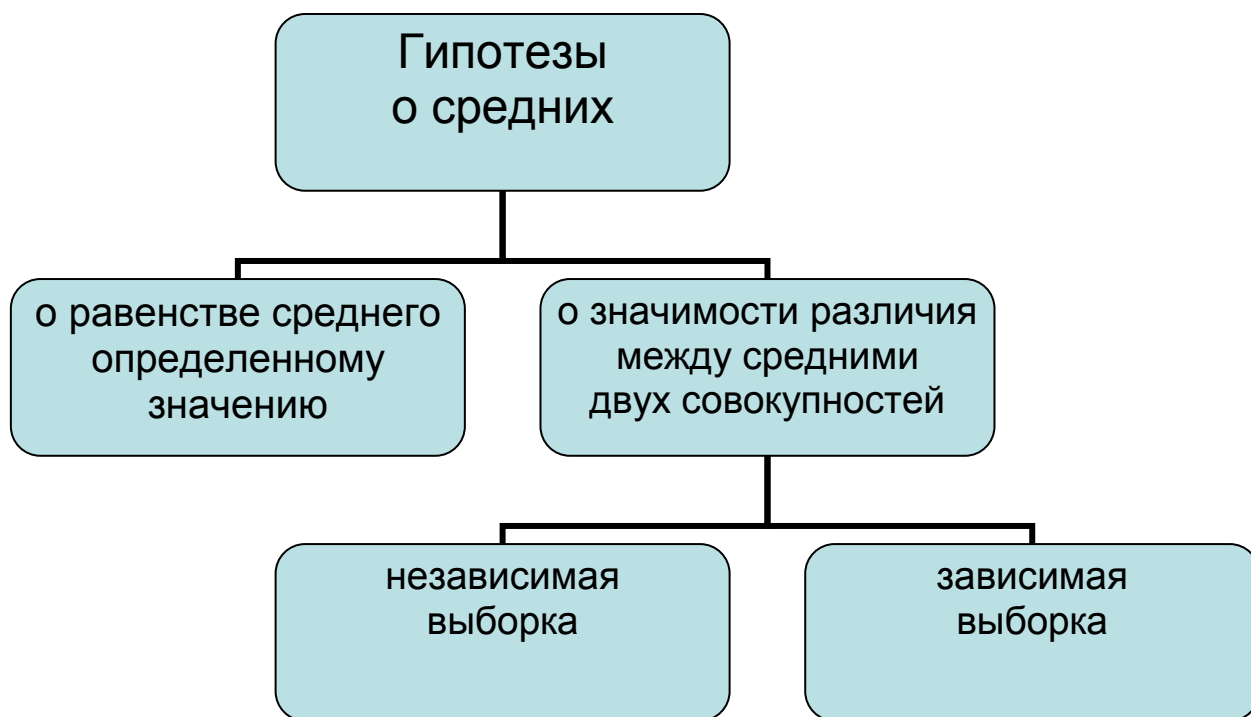 Гипотезы
о средних
о равенстве среднего
определенному
значению
о значимости различия
между средними
двух совокупностей
независимая
выборка
зависимая
выборка